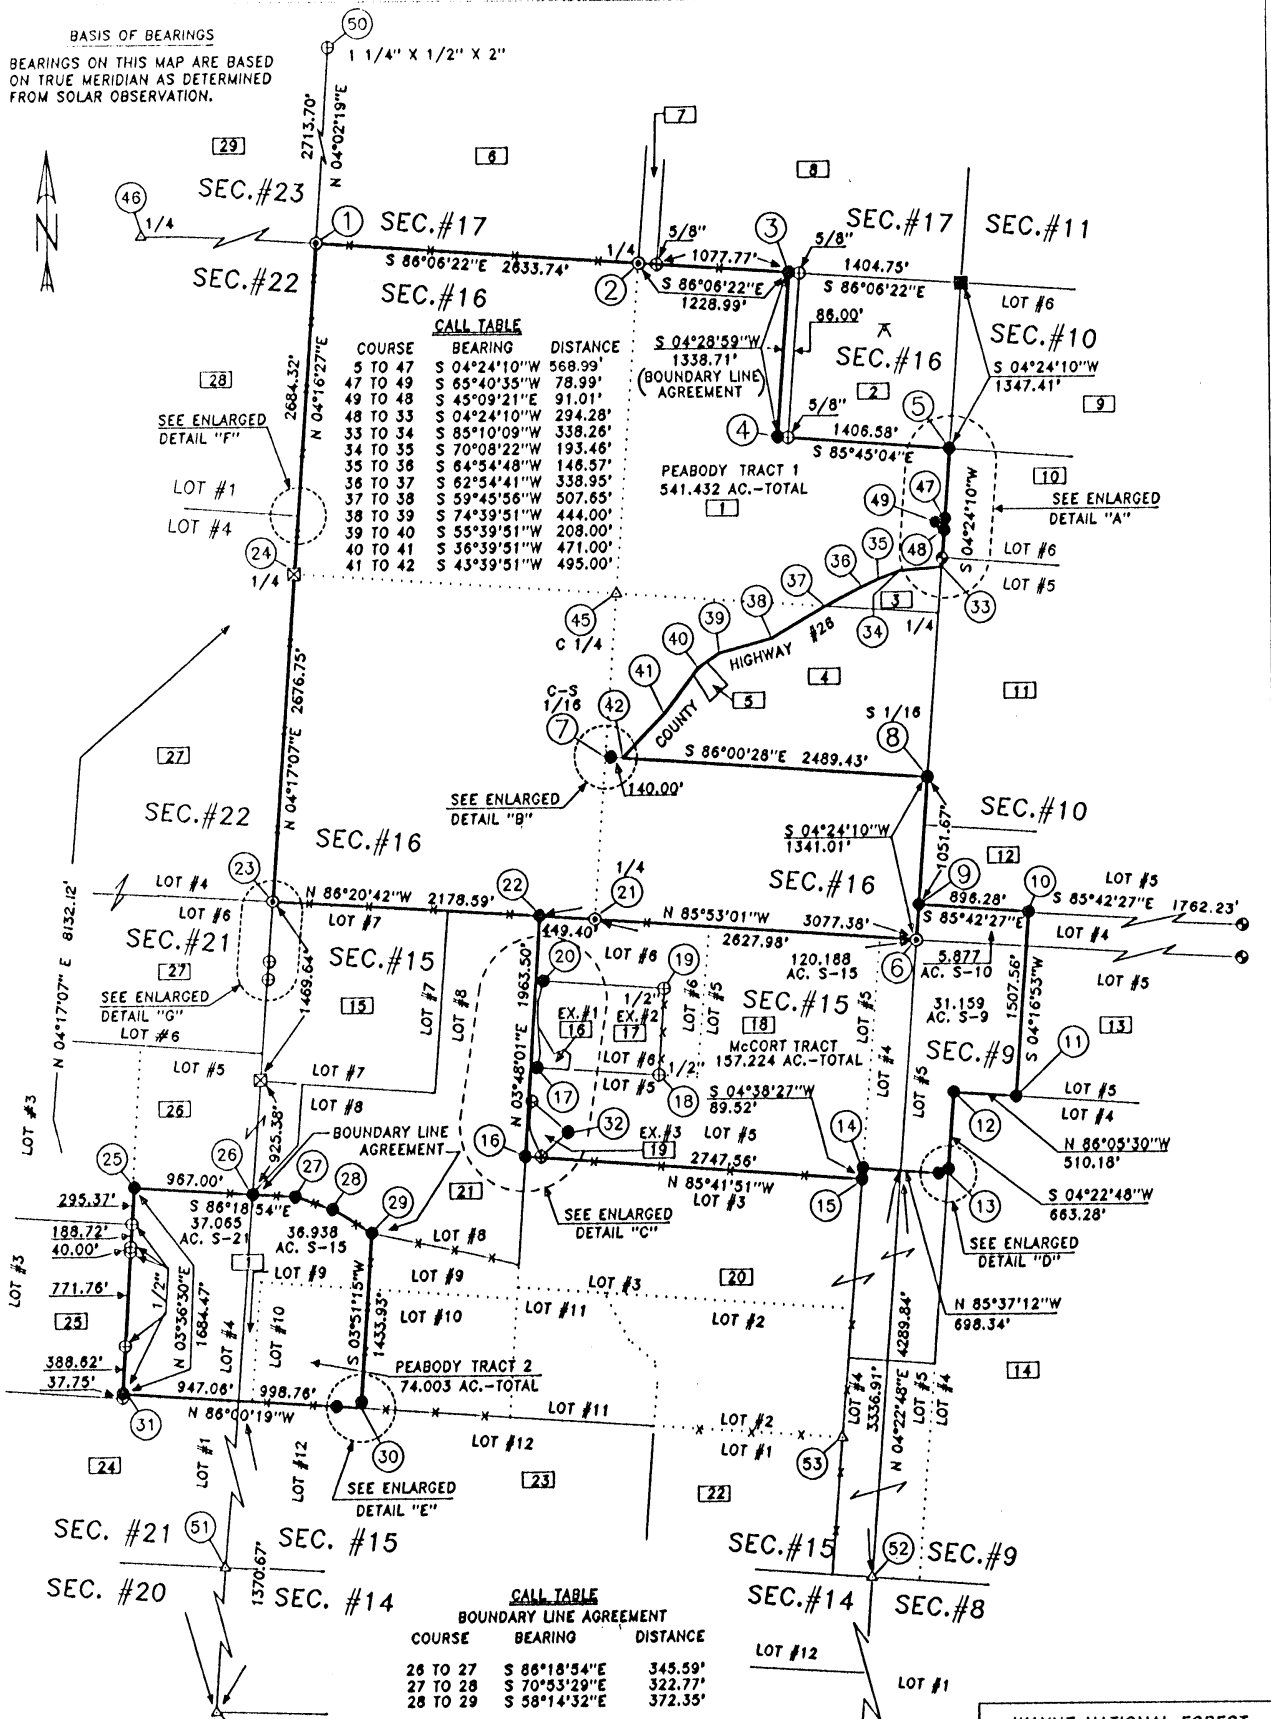 BASIS OF BEARINGS
BEARINGS ON THIS MAP ARE BASED
ON TRUE MERIDIAN AS DETERMINED
FROM SOLAR OBSERVATION.
50
1 1/4" X 1/2" X 2"
2713.70'
N 04°02'19"E
29
6
7
8
SEC.#23
46
1/4
1
SEC.#17
1/4
5/8"
3
5/8"
SEC.#17
SEC.#11
S 86°06'22"E 2633.74'
1077.77'
1404.75'
SEC.#22
SEC.#16
2
S 86°06'22"E
1228.99'
S 86°06'22"E
LOT #6
SEC.#10
86.00'
CALL TABLE
COURSE BEARING DISTANCE
5 TO 47 S 04°24'10"W 568.99'
47 TO 49 S 65°40'35"W 78.99'
49 TO 48 S 45°09'21"E 91.01'
48 TO 33 S 04°24'10"W 294.28'
33 TO 34 S 85°10'09"W 338.26'
34 TO 35 S 70°08'22"W 193.46'
35 TO 36 S 64°54'48"W 146.57'
36 TO 37 S 62°54'41"W 338.95'
37 TO 38 S 59°45'56"W 507.65'
38 TO 39 S 74°39'51"W 444.00'
39 TO 40 S 55°39'51"W 208.00'
40 TO 41 S 36°39'51"W 471.00'
41 TO 42 S 43°39'51"W 495.00'
S 04°28'59"W
1338.71'
(BOUNDARY LINE
AGREEMENT)
SEC.#16
S 04°24'10"W
1347.41'
2
9
2684.32'
N 04°16'27"E
28
SEE ENLARGED
DETAIL "F"
LOT #1
LOT #4
24
1/4
4
5/8"
5
1406.58'
S 85°45'04"E
PEABODY TRACT 1
541.432 AC.-TOTAL
1
10
SEE ENLARGED
DETAIL "A"
49
47
48
S 04°24'10"W
LOT #6
LOT #5
35
36
37
38
39
40
41
42
3
34
33
1/4
45
C 1/4
COUNTY HIGHWAY #26
4
5
11
2676.75'
N 04°17'07"E
C-S
1/16
7
S 1/16
8
S 86°00'28"E 2489.43'
140.00'
SEE ENLARGED
DETAIL "B"
27
SEC.#22
SEC.#16
SEC.#10
S 04°24'10"W
1341.01'
1051.67'
12
N 04°17'07" E 8152.12'
23
LOT #4
LOT #6
N 86°20'42"W 2178.59'
LOT #7
22
1/4
21
SEC.#16
9
896.28'
S 85°42'27"E
10
LOT #5
S 85°42'27"E 1762.23'
LOT #4
LOT #5
449.40'
N 85°53'01"W 3077.38'
2627.98'
LOT #6
6
5.877
AC. S-10
SEC.#21
27
SEE ENLARGED
DETAIL "G"
1469.64'
SEC.#15
15
LOT #7
LOT #8
1963.50'
N 03°48'01"E
20
19
1/2"
EX.#1
16
EX.#2
17
LOT #6
LOT #5
120.188
AC. S-15
SEC.#15
18
McCORT TRACT
157.224 AC.-TOTAL
LOT #5
LOT #4
31.159
AC. S-9
LOT #5
SEC.#9
1507.56'
S 04°16'53"W
13
11
LOT #6
LOT #5
LOT #7
LOT #8
17
LOT #6
LOT #5
1/2"
18
S 04°38'27"W
89.52'
LOT #5
LOT #4
12
N 86°05'30"W
510.18'
LOT #3
26
925.38'
BOUNDARY LINE
AGREEMENT
16
32
EX.#3
19
LOT #5
14
15
2747.56'
N 85°41'51"W
LOT #3
13
S 04°22'48"W
663.28'
25
967.00'
26
27
28
29
21
S 86°18'54"E
37.065
AC. S-21
36.938
AC. S-15
SEE ENLARGED
DETAIL "C"
SEE ENLARGED
DETAIL "D"
295.37'
188.72'
40.00'
771.76'
388.62'
37.75'
1/2"
N 03°36'30"E
1684.47'
LOT #3
25
LOT #9
LOT #9
LOT #8
LOT #3
20
N 85°37'12"W
698.34'
LOT #4
LOT #10
LOT #10
LOT #11
LOT #2
S 03°51'15"W
1433.93'
4289.84'
14
PEABODY TRACT 2
74.003 AC.-TOTAL
947.06'
998.76'
N 86°00'19"W
31
30
LOT #11
LOT #12
LOT #2
LOT #1
LOT #4
3336.91'
N 04°22'48"E
LOT #5
LOT #4
53
24
LOT #1
LOT #12
SEE ENLARGED
DETAIL "E"
23
22
SEC. #21
51
SEC. #15
SEC.#15
52
SEC.#9
SEC. #20
1370.67'
SEC. #14
SEC.#14
SEC.#8
CALL TABLE
BOUNDARY LINE AGREEMENT
COURSE BEARING DISTANCE
26 TO 27 S 86°18'54"E 345.59'
27 TO 28 S 70°53'29"E 322.77'
28 TO 29 S 58°14'32"E 372.35'
LOT #12
LOT #1
WAYNE NATIONAL FOREST